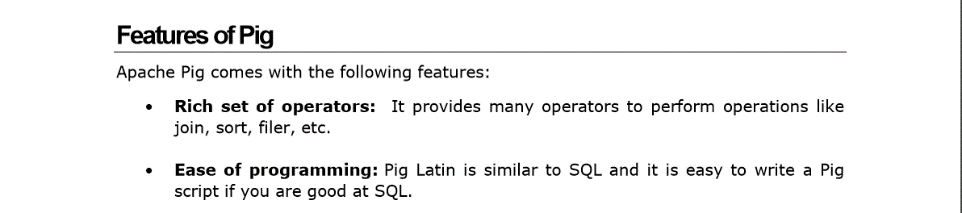 Features of Pig
Apache Pig comes with the following features:
• Rich set of operators: It provides many operators to perform operations like
join, sort, filer, etc.
• Ease of programming: Pig Latin is similar to SQL and it is easy to write a Pig
script if you are good at SQL.